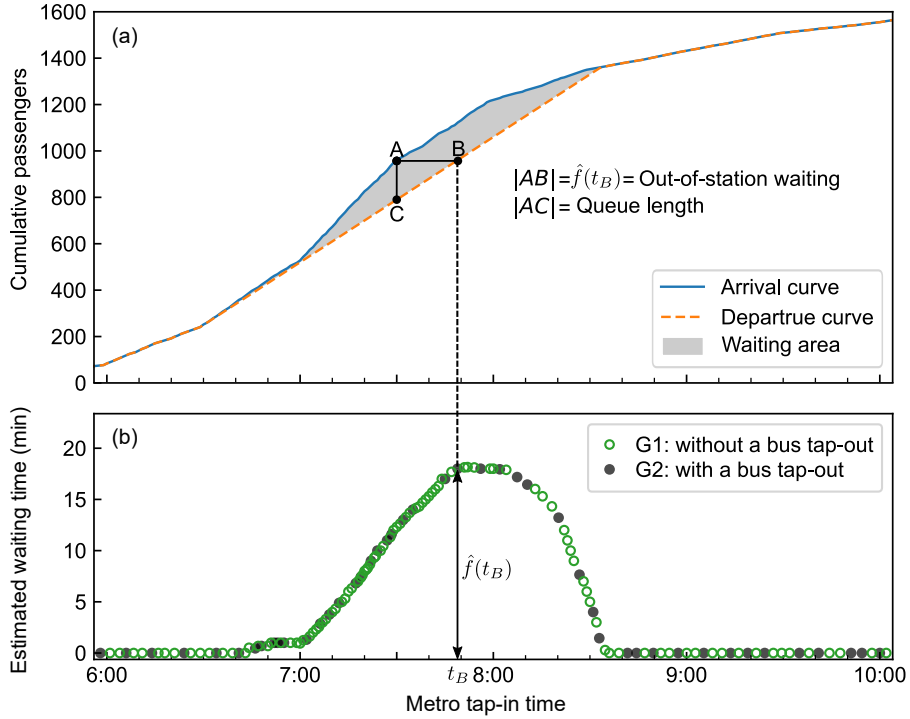 (a)
Cumulative passengers
1600
1400
1200
1000
800
600
400
200
0
A
B
C
|AB| = f̂(t_B) = Out-of-station waiting
|AC| = Queue length
Arrival curve
Departrue curve
Waiting area
(b)
Estimated waiting time (min)
20
15
10
5
0
G1: without a bus tap-out
G2: with a bus tap-out
f̂(t_B)
6:00
7:00
t_B
8:00
9:00
10:00
Metro tap-in time